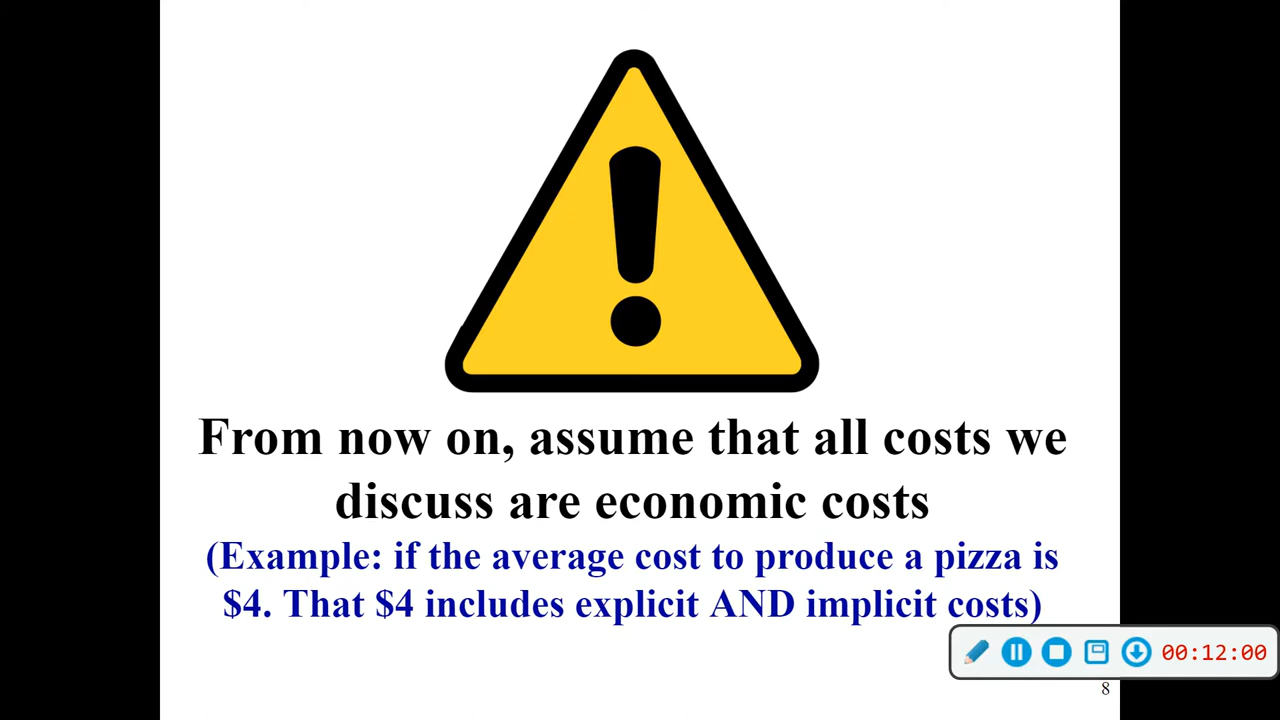 From now on, assume that all costs we
discuss are economic costs
(Example: if the average cost to produce a pizza is
$4. That $4 includes explicit AND implicit costs)
00:12:00
8